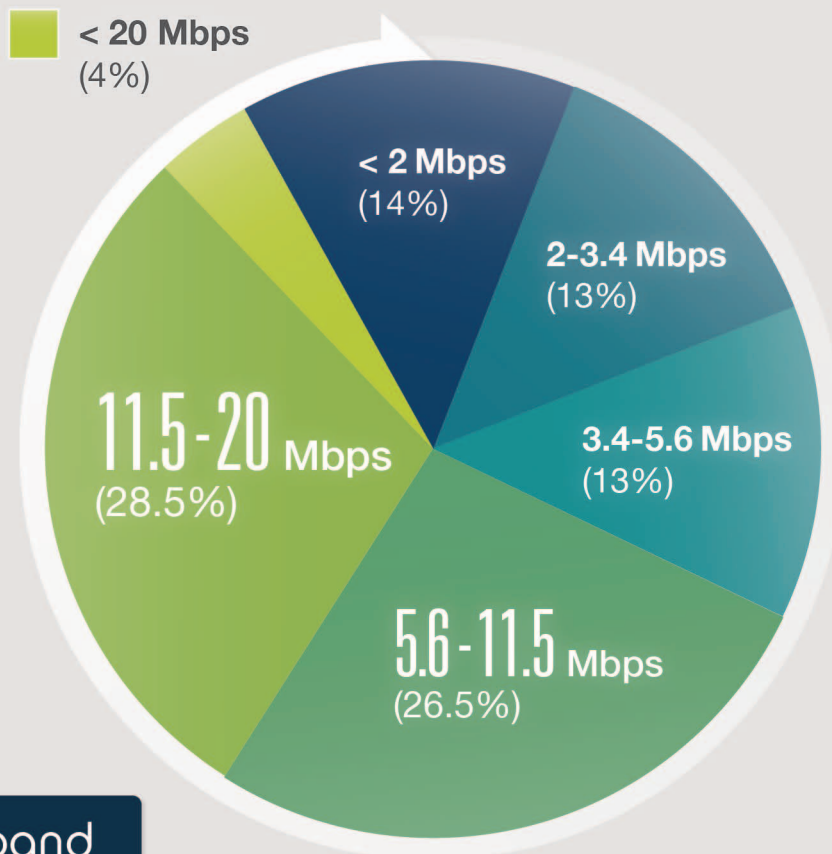 < 20 Mbps
(4%)
< 2 Mbps
(14%)
2-3.4 Mbps
(13%)
3.4-5.6 Mbps
(13%)
11.5-20 Mbps
(28.5%)
5.6-11.5 Mbps
(26.5%)